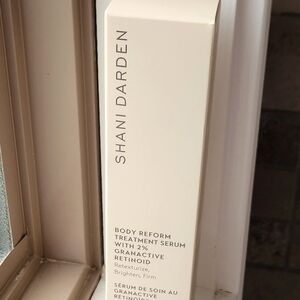 SHANI DARDEN
BODY REFORM
TREATMENT SERUM
WITH 2%
GRANACTIVE
RETINOID
Retexturize,
Brighten, Firm
SÉRUM DE SOIN AU
GRANACTIVE